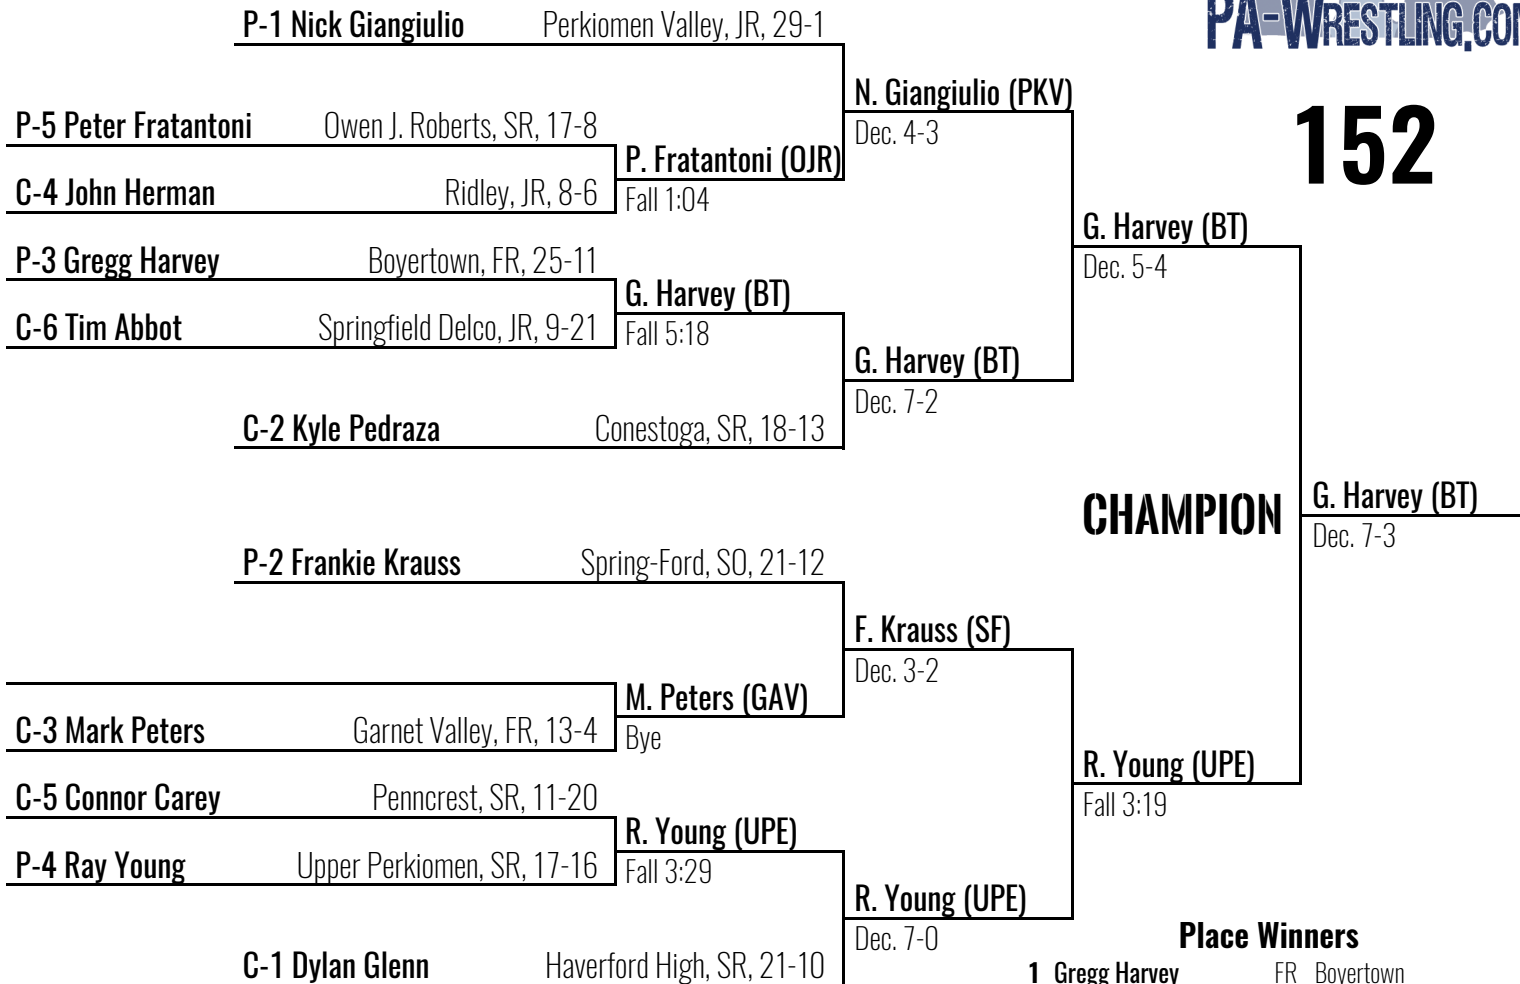 PA-WRESTLING.COM
152
P-1 Nick Giangiulio Perkiomen Valley, JR, 29-1
N. Giangiulio (PKV)
Dec. 4-3
P-5 Peter Fratantoni Owen J. Roberts, SR, 17-8
P. Fratantoni (OJR)
Fall 1:04
C-4 John Herman Ridley, JR, 8-6
G. Harvey (BT)
Dec. 5-4
P-3 Gregg Harvey Boyertown, FR, 25-11
G. Harvey (BT)
Fall 5:18
C-6 Tim Abbot Springfield Delco, JR, 9-21
G. Harvey (BT)
Dec. 7-2
C-2 Kyle Pedraza Conestoga, SR, 18-13
CHAMPION
G. Harvey (BT)
Dec. 7-3
P-2 Frankie Krauss Spring-Ford, SO, 21-12
F. Krauss (SF)
Dec. 3-2
M. Peters (GAV)
Bye
C-3 Mark Peters Garnet Valley, FR, 13-4
R. Young (UPE)
Fall 3:19
C-5 Connor Carey Penncrest, SR, 11-20
R. Young (UPE)
Fall 3:29
P-4 Ray Young Upper Perkiomen, SR, 17-16
R. Young (UPE)
Dec. 7-0
C-1 Dylan Glenn Haverford High, SR, 21-10
Place Winners
1 Gregg Harvey FR Boyertown